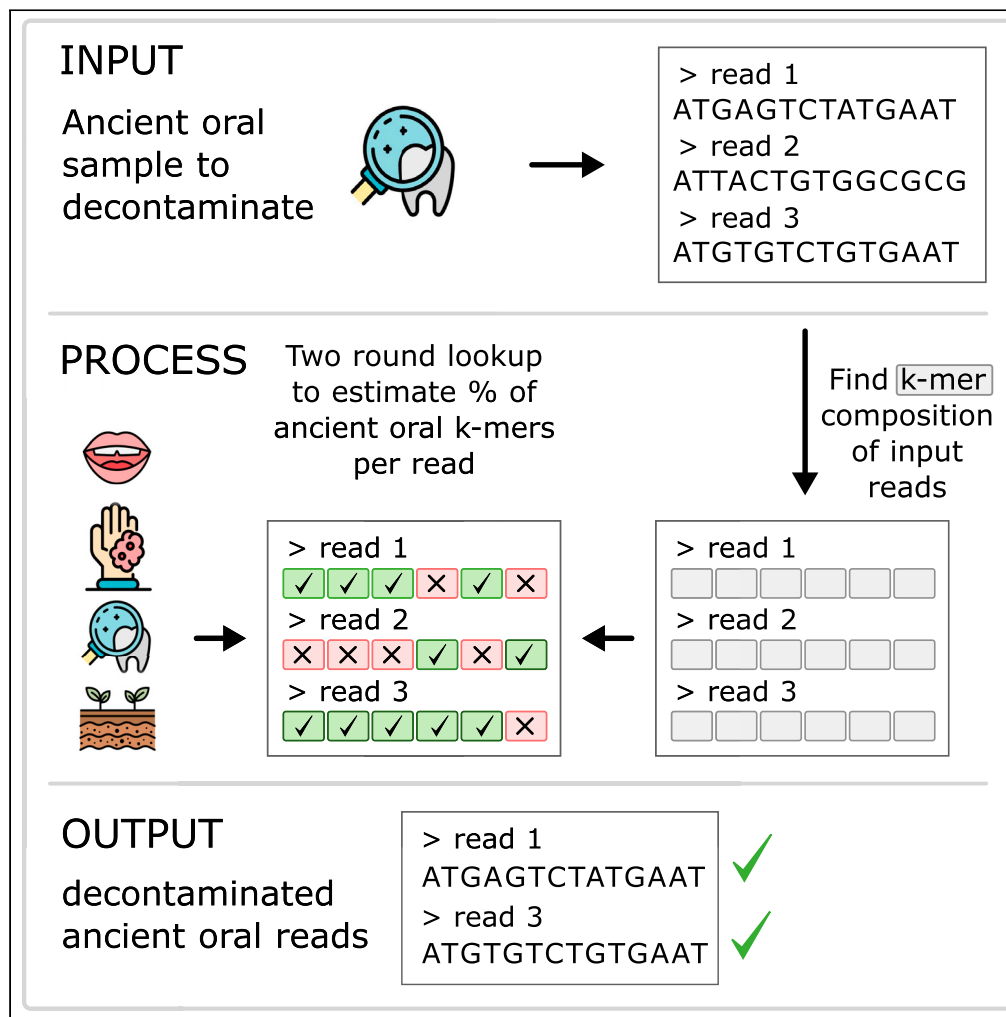 INPUT
Ancient oral
sample to
decontaminate
> read 1
ATGAGTCTATGAAT
> read 2
ATTACTGTGGCGCG
> read 3
ATGTGTCTGTGAAT
PROCESS
Two round lookup
to estimate % of
ancient oral k-mers
per read
Find k-mer
composition
of input
reads
> read 1
> read 2
> read 3
> read 1
> read 2
> read 3
OUTPUT
decontaminated
ancient oral reads
> read 1
ATGAGTCTATGAAT
> read 3
ATGTGTCTGTGAAT